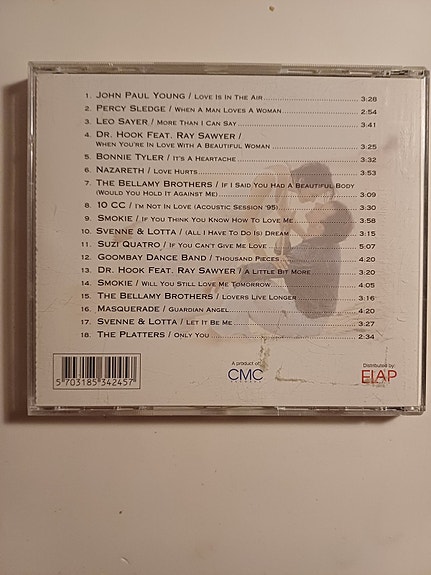 1. John Paul Young / Love Is In The Air 3:28
2. Percy Sledge / When A Man Loves A Woman 2:54
3. Leo Sayer / More Than I Can Say 3:41
4. Dr. Hook Feat. Ray Sawyer /
When You're In Love With A Beautiful Woman 3:25
5. Bonnie Tyler / It's A Heartache 3:32
6. Nazareth / Love Hurts 3:53
7. The Bellamy Brothers / If I Said You Had A Beautiful Body
(Would You Hold It Against Me) 3:09
8. 10 CC / I'm Not In Love (Acoustic Session '95) 3:30
9. Smokie / If You Think You Know How To Love Me 3:58
10. Svenne & Lotta / (All I Have To Do Is) Dream 3:15
11. Suzi Quatro / If You Can't Give Me Love 5:07
12. Goombay Dance Band / Thousand Pieces 4:20
13. Dr. Hook Feat. Ray Sawyer / A Little Bit More 3:20
14. Smokie / Will You Still Love Me Tomorrow 4:05
15. The Bellamy Brothers / Lovers Live Longer 3:16
16. Masquerade / Guardian Angel 4:20
17. Svenne & Lotta / Let It Be Me 3:27
18. The Platters / Only You 2:34
5 703185 342457
A product of:
CMC
Distributed by:
ELAP